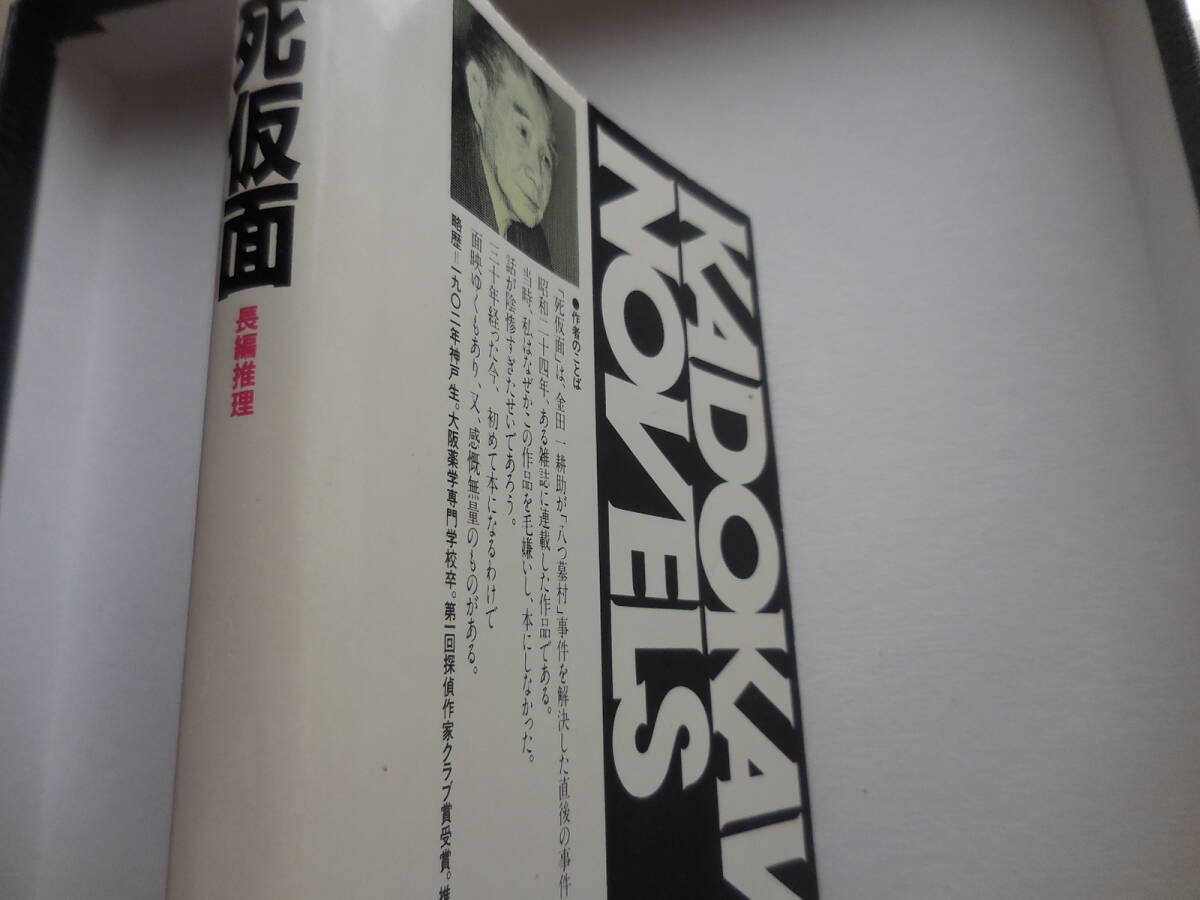 死仮面
長編推理
●作者のことば
「死仮面」は、金田一耕助が「八つ墓村」事件を解決した直後の事件
昭和二十四年、ある雑誌に連載した作品である。
当時、私はなぜかこの作品を毛嫌いし、本にしなかった。
話が陰惨すぎたせいであろう。
三十年経った今、初めて本になるわけで
面映ゆくもあり、又、感慨無量のものがある。
略歴=一九〇二年神戸生。大阪薬学専門学校卒。第一回探偵作家クラブ賞受賞。推
KADOKAW
NOVELS